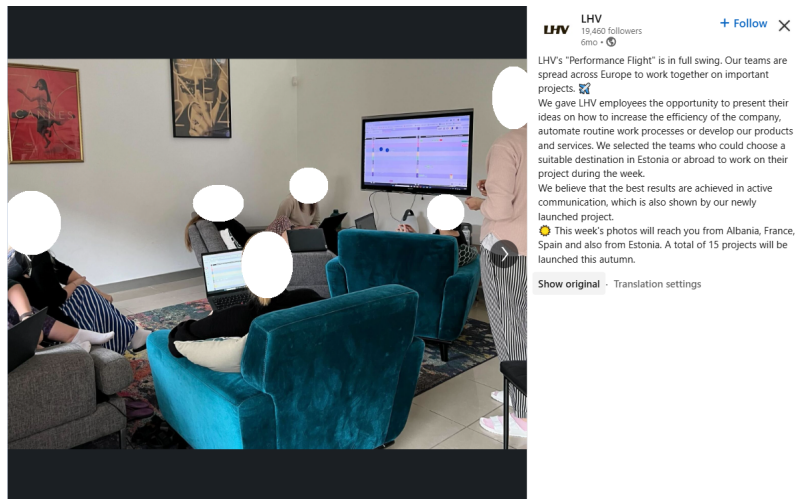 CANNES
LHV
LHV
19,460 followers
6mo •
+ Follow
LHV's "Performance Flight" is in full swing. Our teams are
spread across Europe to work together on important
projects.
We gave LHV employees the opportunity to present their
ideas on how to increase the efficiency of the company,
automate routine work processes or develop our products
and services. We selected the teams who could choose a
suitable destination in Estonia or abroad to work on their
project during the week.
We believe that the best results are achieved in active
communication, which is also shown by our newly
launched project.
This week's photos will reach you from Albania, France,
Spain and also from Estonia. A total of 15 projects will be
launched this autumn.
Show original · Translation settings